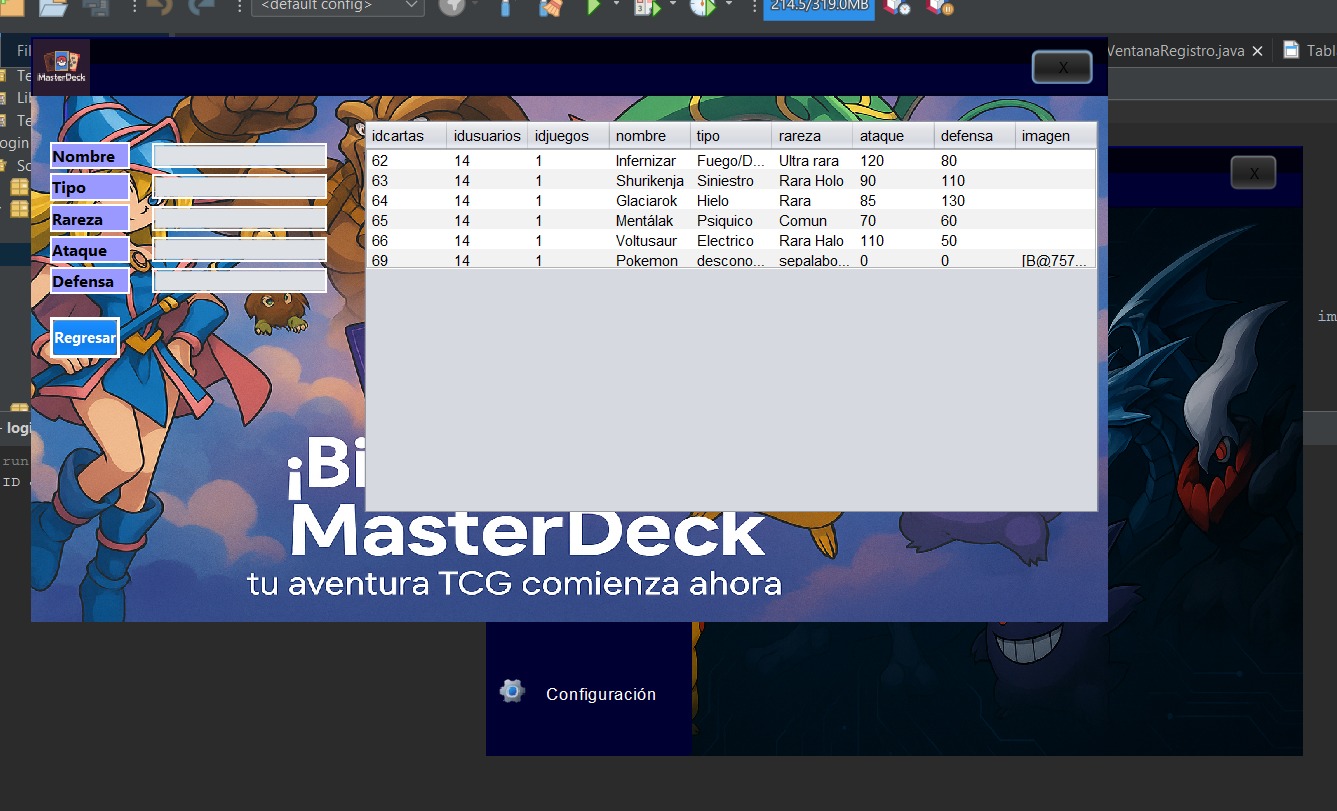 <default config>
214.5/319.0MB
Fil
iMasterDeck
X
VentanaRegistro.java
Tabl
Te
Lib
Te
ogin
So
idcartas idusuarios idjuegos nombre tipo rareza ataque defensa imagen
62 14 1 Infernizar Fuego/D... Ultra rara 120 80
63 14 1 Shurikenja Siniestro Rara Holo 90 110
64 14 1 Glaciarok Hielo Rara 85 130
65 14 1 Mentálak Psiquico Comun 70 60
66 14 1 Voltusaur Electrico Rara Halo 110 50
69 14 1 Pokemon descono... sepalabo... 0 0 [B@757...
Nombre
Tipo
Rareza
Ataque
Defensa
Regresar
X
im
¡Bi
MasterDeck
tu aventura TCG comienza ahora
logi
run
ID
Configuración